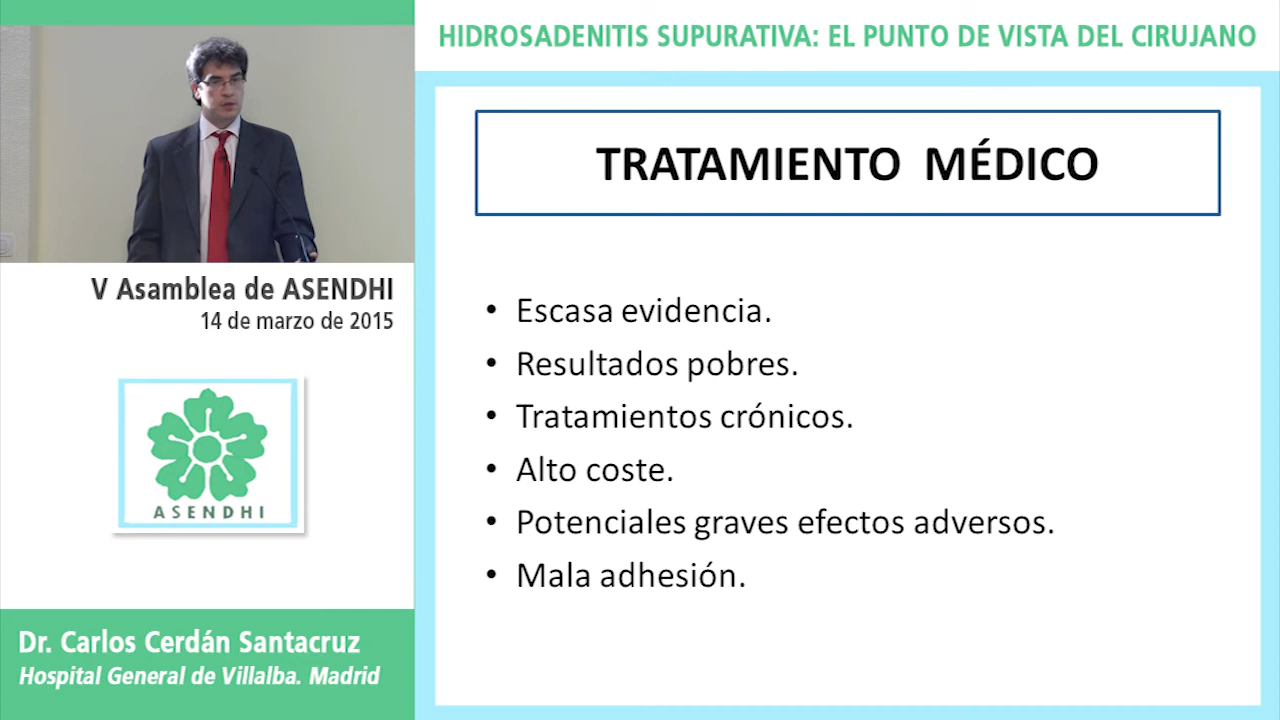 HIDROSADENITIS SUPURATIVA: EL PUNTO DE VISTA DEL CIRUJANO
TRATAMIENTO MÉDICO
• Escasa evidencia.
• Resultados pobres.
• Tratamientos crónicos.
• Alto coste.
• Potenciales graves efectos adversos.
• Mala adhesión.
V Asamblea de ASENDHI
14 de marzo de 2015
ASENDHI
Dr. Carlos Cerdán Santacruz
Hospital General de Villalba. Madrid